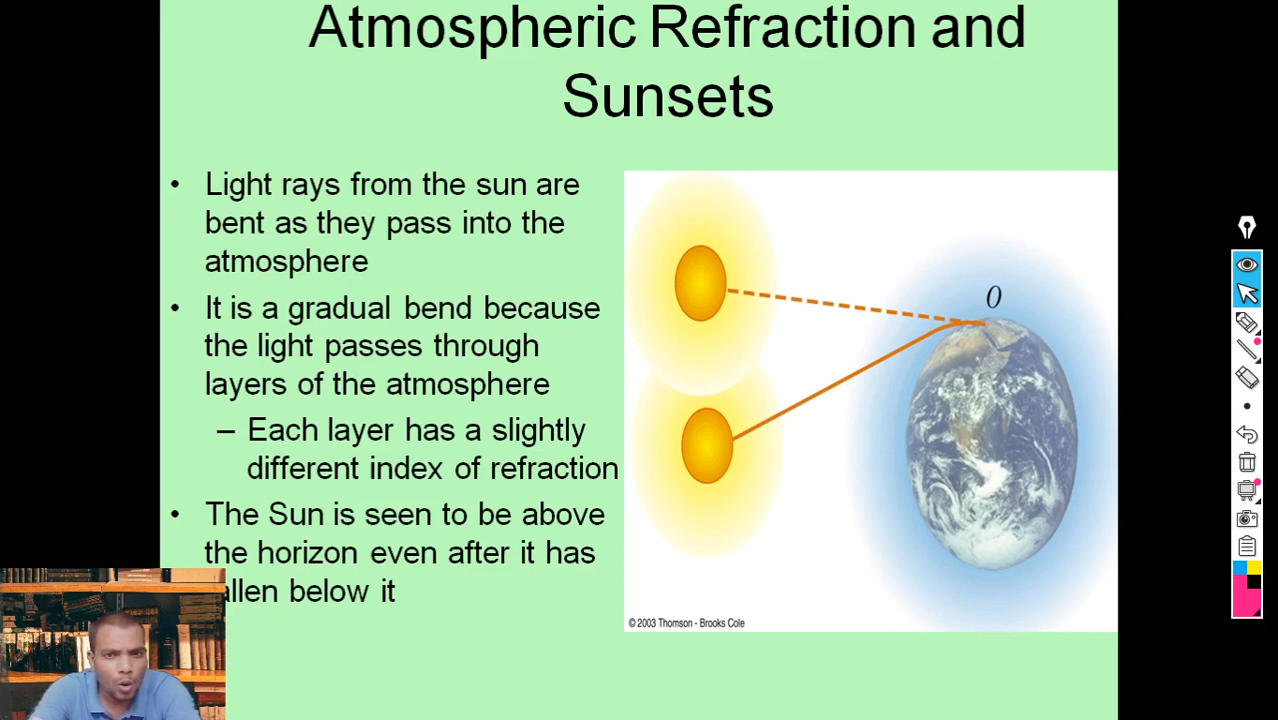 Atmospheric Refraction and
Sunsets
• Light rays from the sun are
bent as they pass into the
atmosphere
• It is a gradual bend because
the light passes through
layers of the atmosphere
– Each layer has a slightly
different index of refraction
• The Sun is seen to be above
the horizon even after it has
allen below it
O
© 2003 Thomson - Brooks Cole